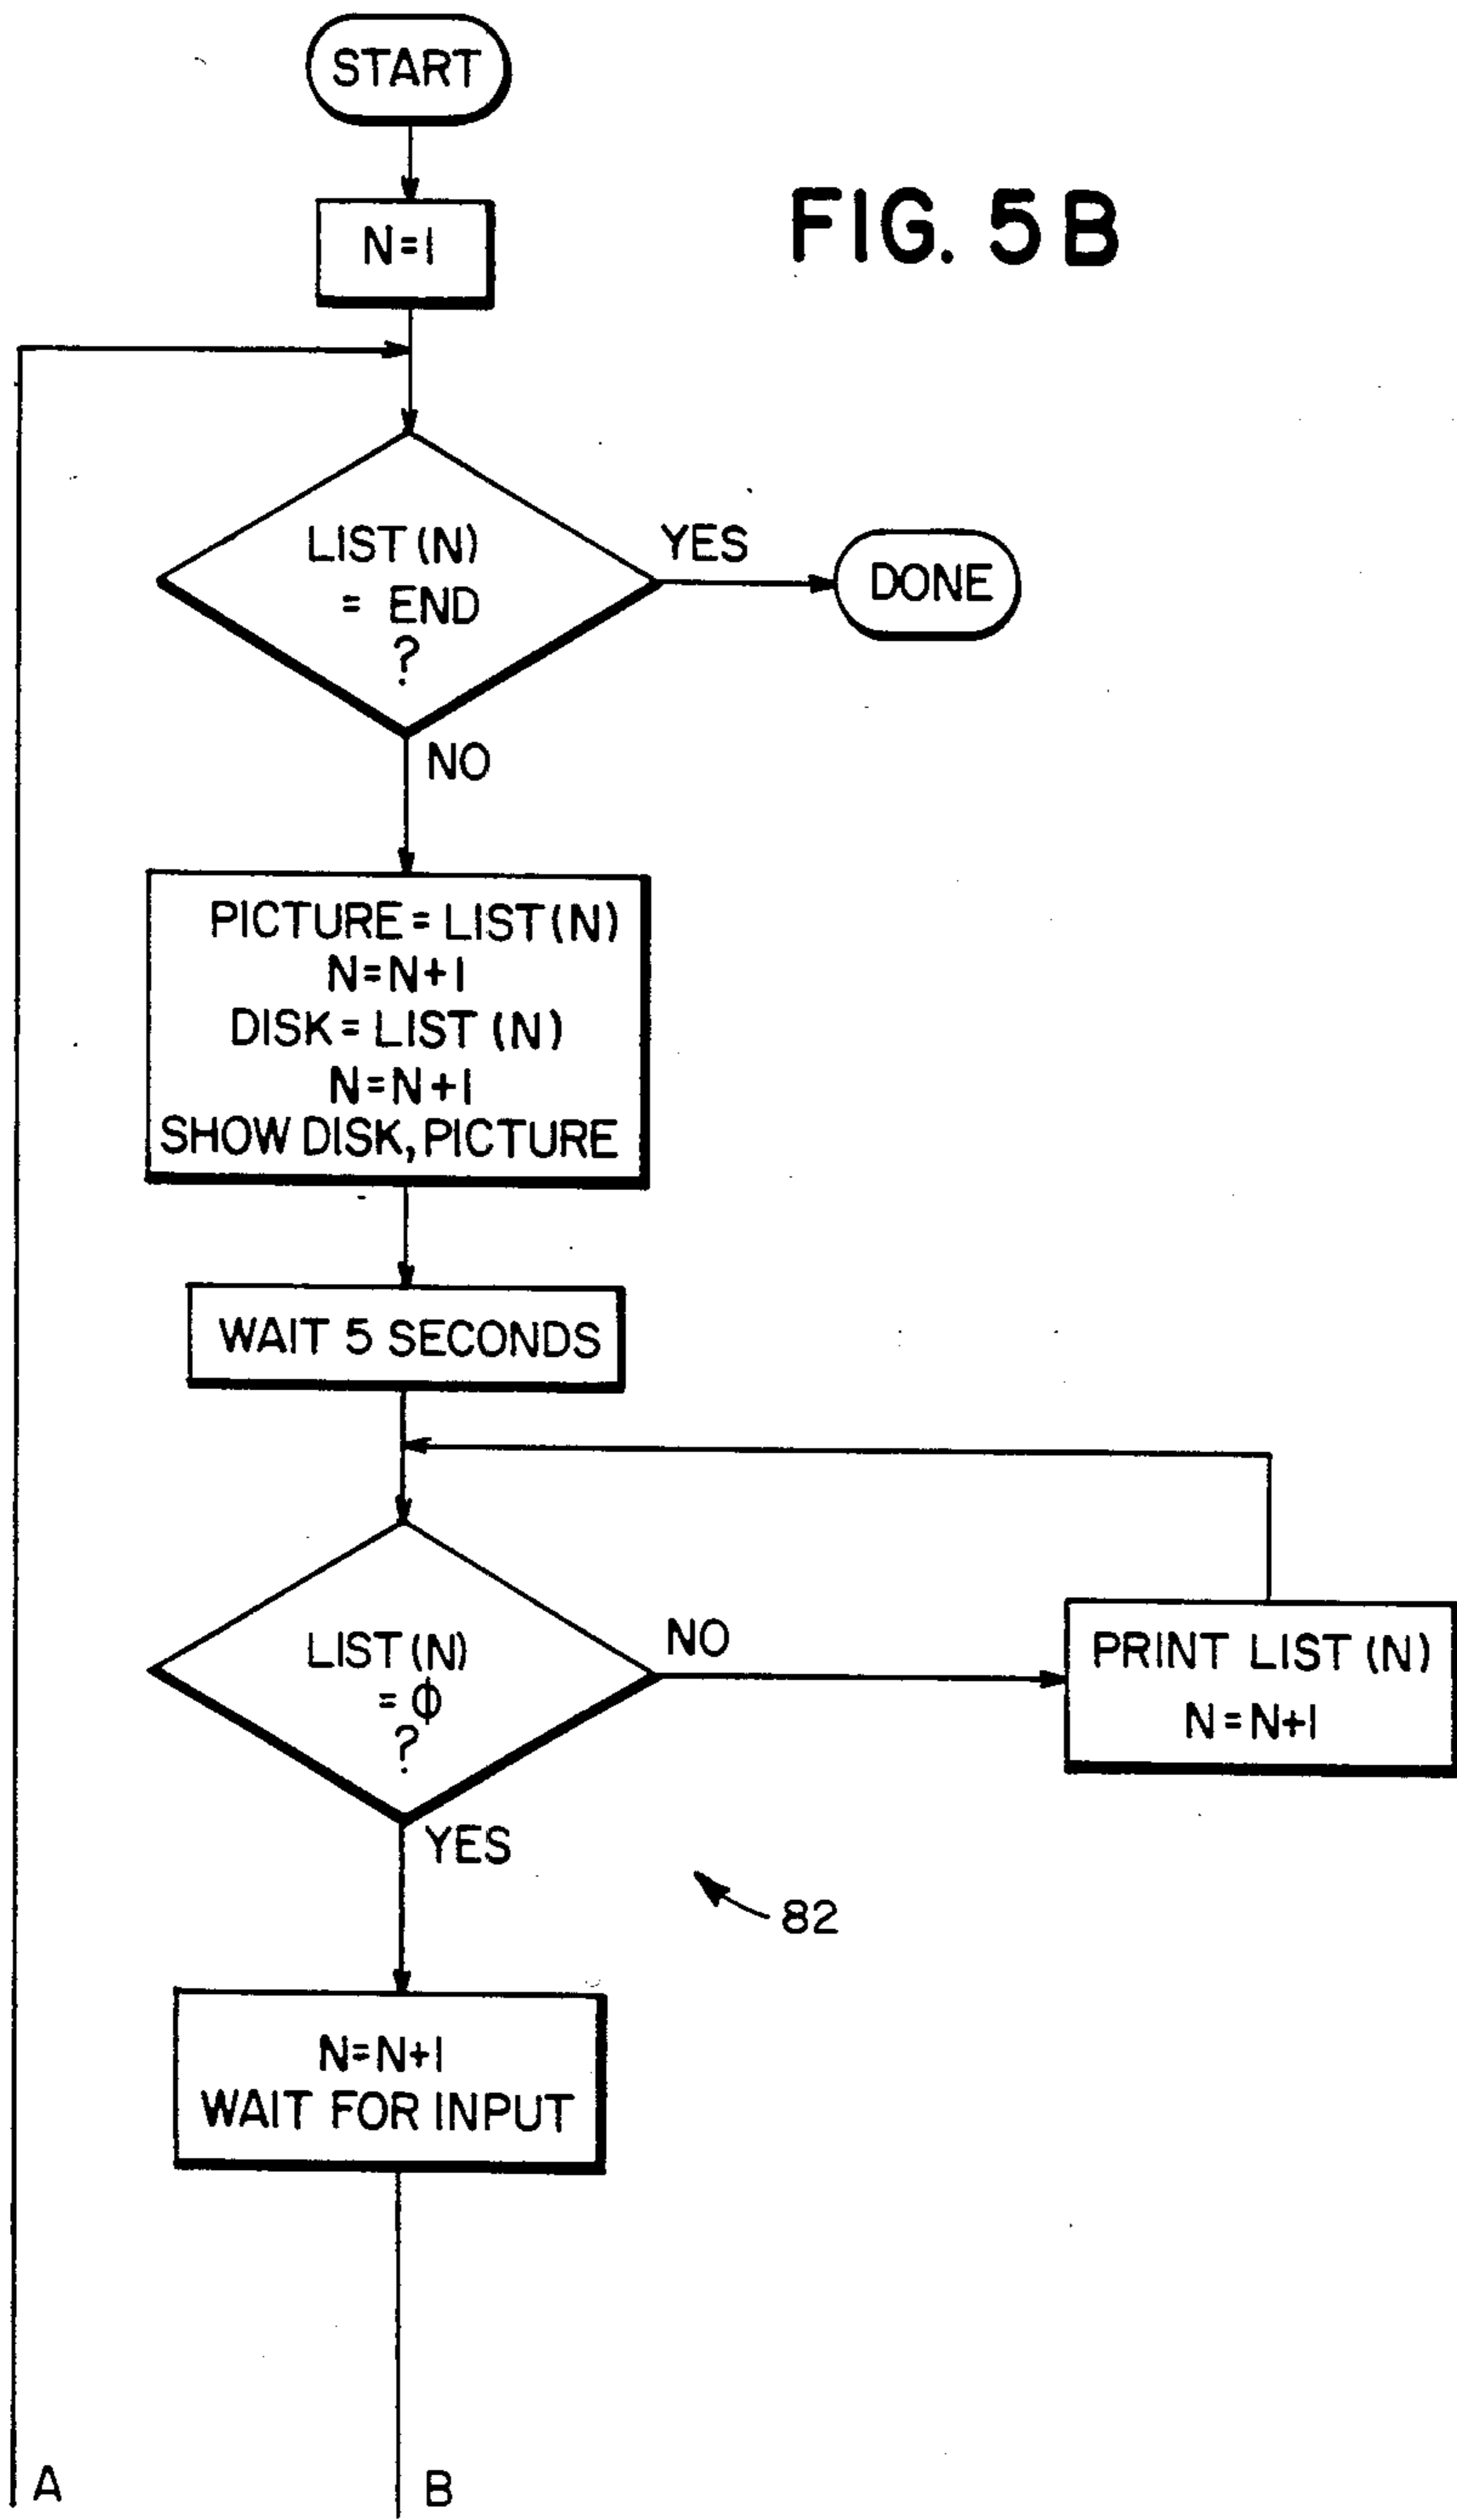 START
FIG. 5B
N=1
LIST (N)
= END
?
YES
DONE
NO
PICTURE = LIST (N)
N=N+1
DISK = LIST (N)
N=N+1
SHOW DISK, PICTURE
WAIT 5 SECONDS
LIST (N)
= ϕ
?
NO
PRINT LIST (N)
N=N+1
YES
82
N=N+1
WAIT FOR INPUT
A
B